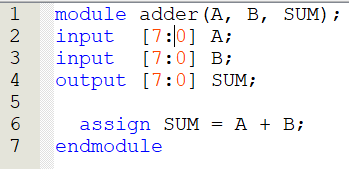 1 module adder(A, B, SUM);
2 input [7:0] A;
3 input [7:0] B;
4 output [7:0] SUM;
5
6 assign SUM = A + B;
7 endmodule